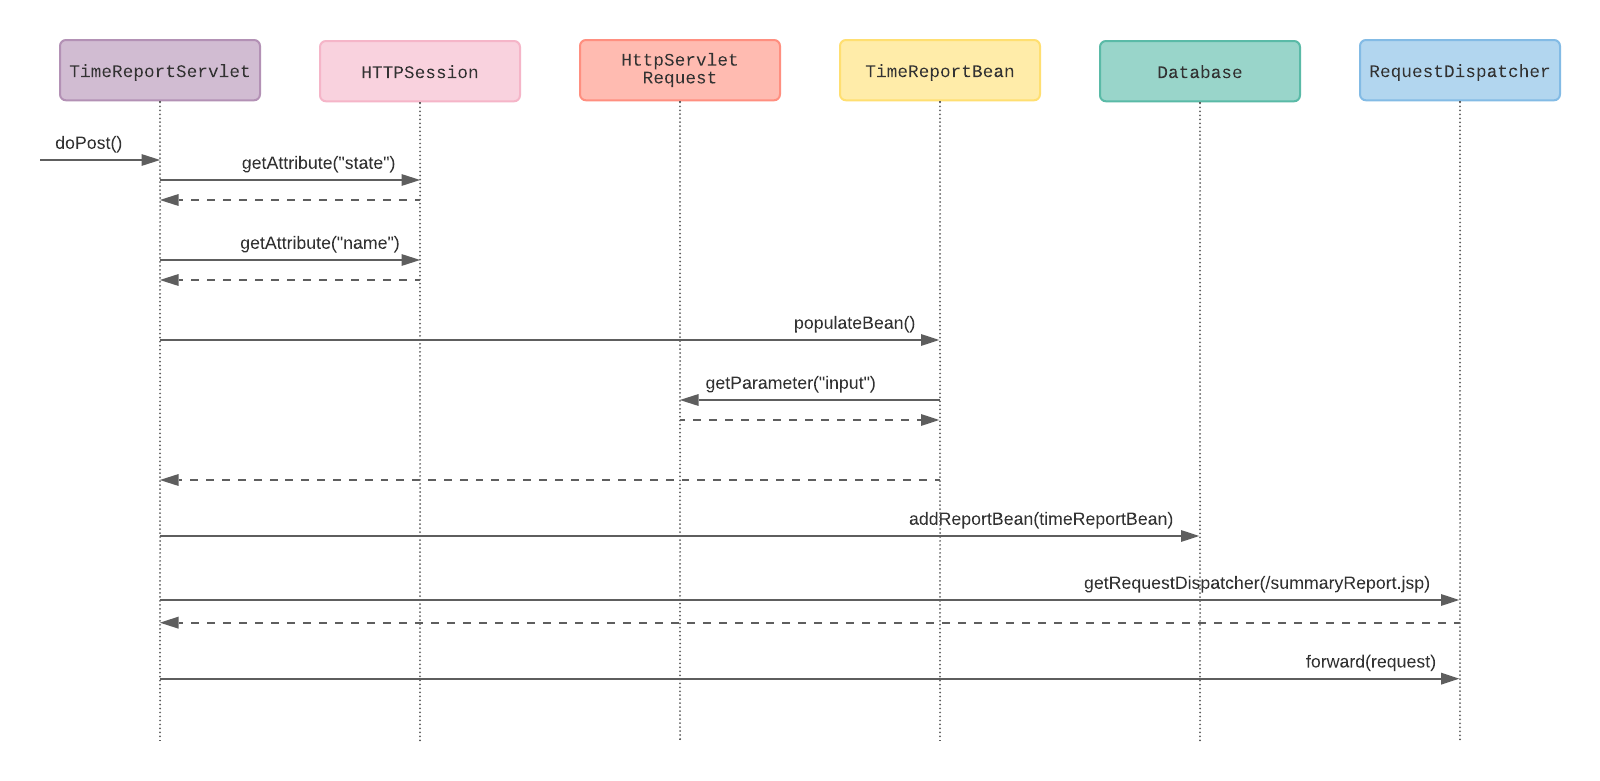 TimeReportServlet
HTTPSession
HttpServlet
Request
TimeReportBean
Database
RequestDispatcher
doPost()
getAttribute("state")
getAttribute("name")
populateBean()
getParameter("input")
addReportBean(timeReportBean)
getRequestDispatcher(/summaryReport.jsp)
forward(request)